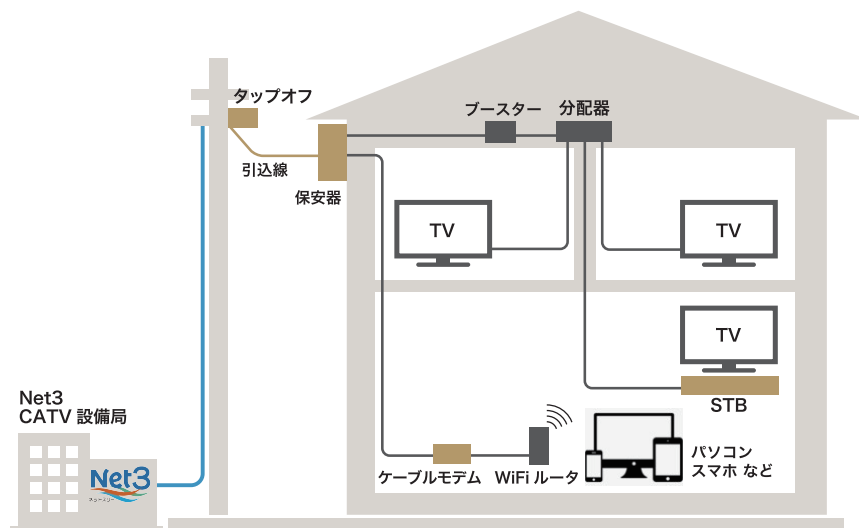 タップオフ
引込線
保安器
ブースター
分配器
TV
TV
TV
STB
Net3
CATV 設備局
Net3
ケーブルモデム
WiFi ルータ
パソコン
スマホ など